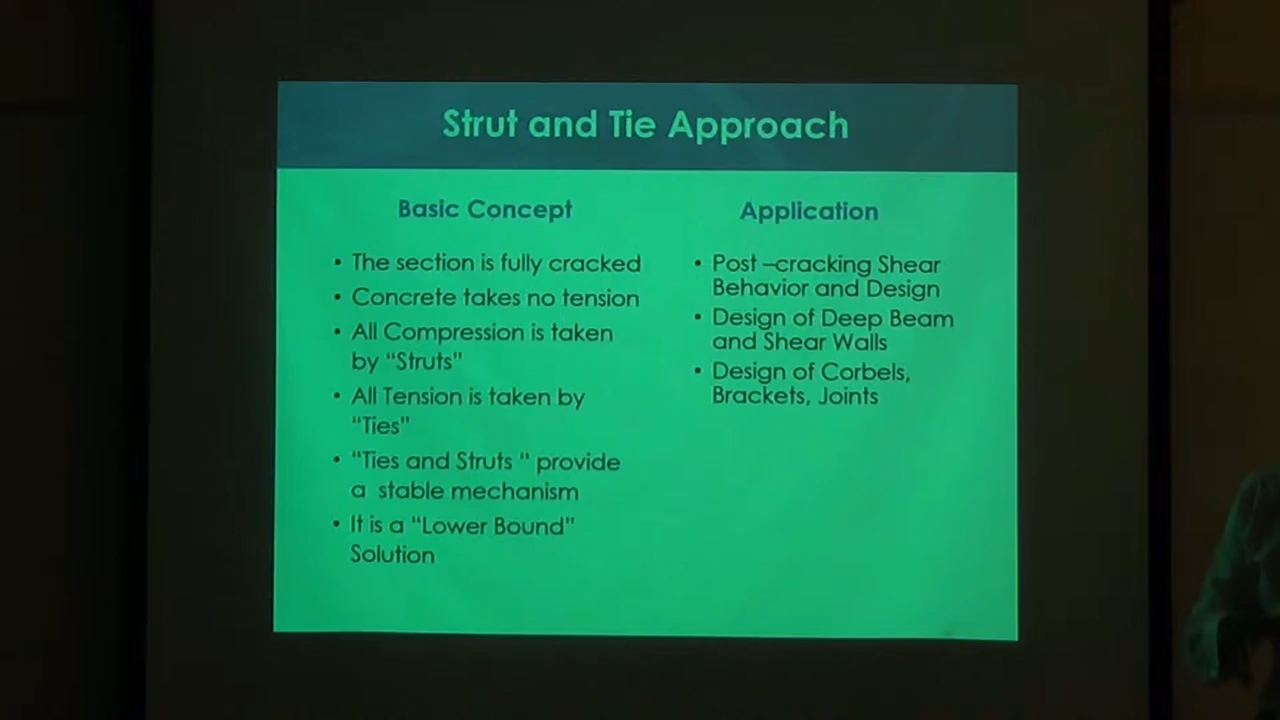 Strut and Tie Approach
Basic Concept
• The section is fully cracked
• Concrete takes no tension
• All Compression is taken
by “Struts”
• All Tension is taken by
“Ties”
• “Ties and Struts “ provide
a stable mechanism
• It is a “Lower Bound”
Solution
Application
• Post –cracking Shear
Behavior and Design
• Design of Deep Beam
and Shear Walls
• Design of Corbels,
Brackets, Joints